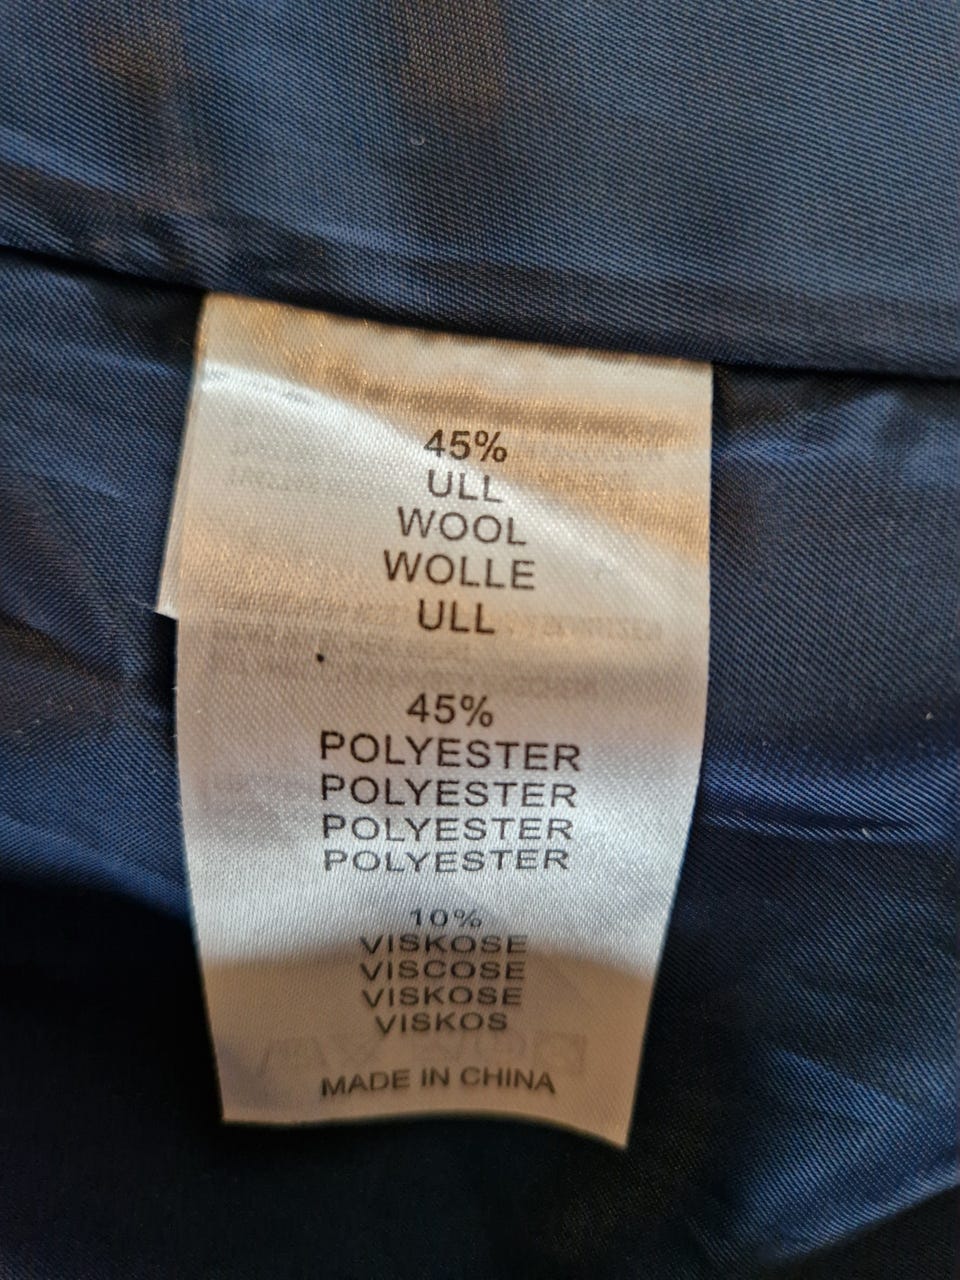 45%
ULL
WOOL
WOLLE
ULL
45%
POLYESTER
POLYESTER
POLYESTER
POLYESTER
10%
VISKOSE
VISCOSE
VISKOSE
VISKOS
MADE IN CHINA